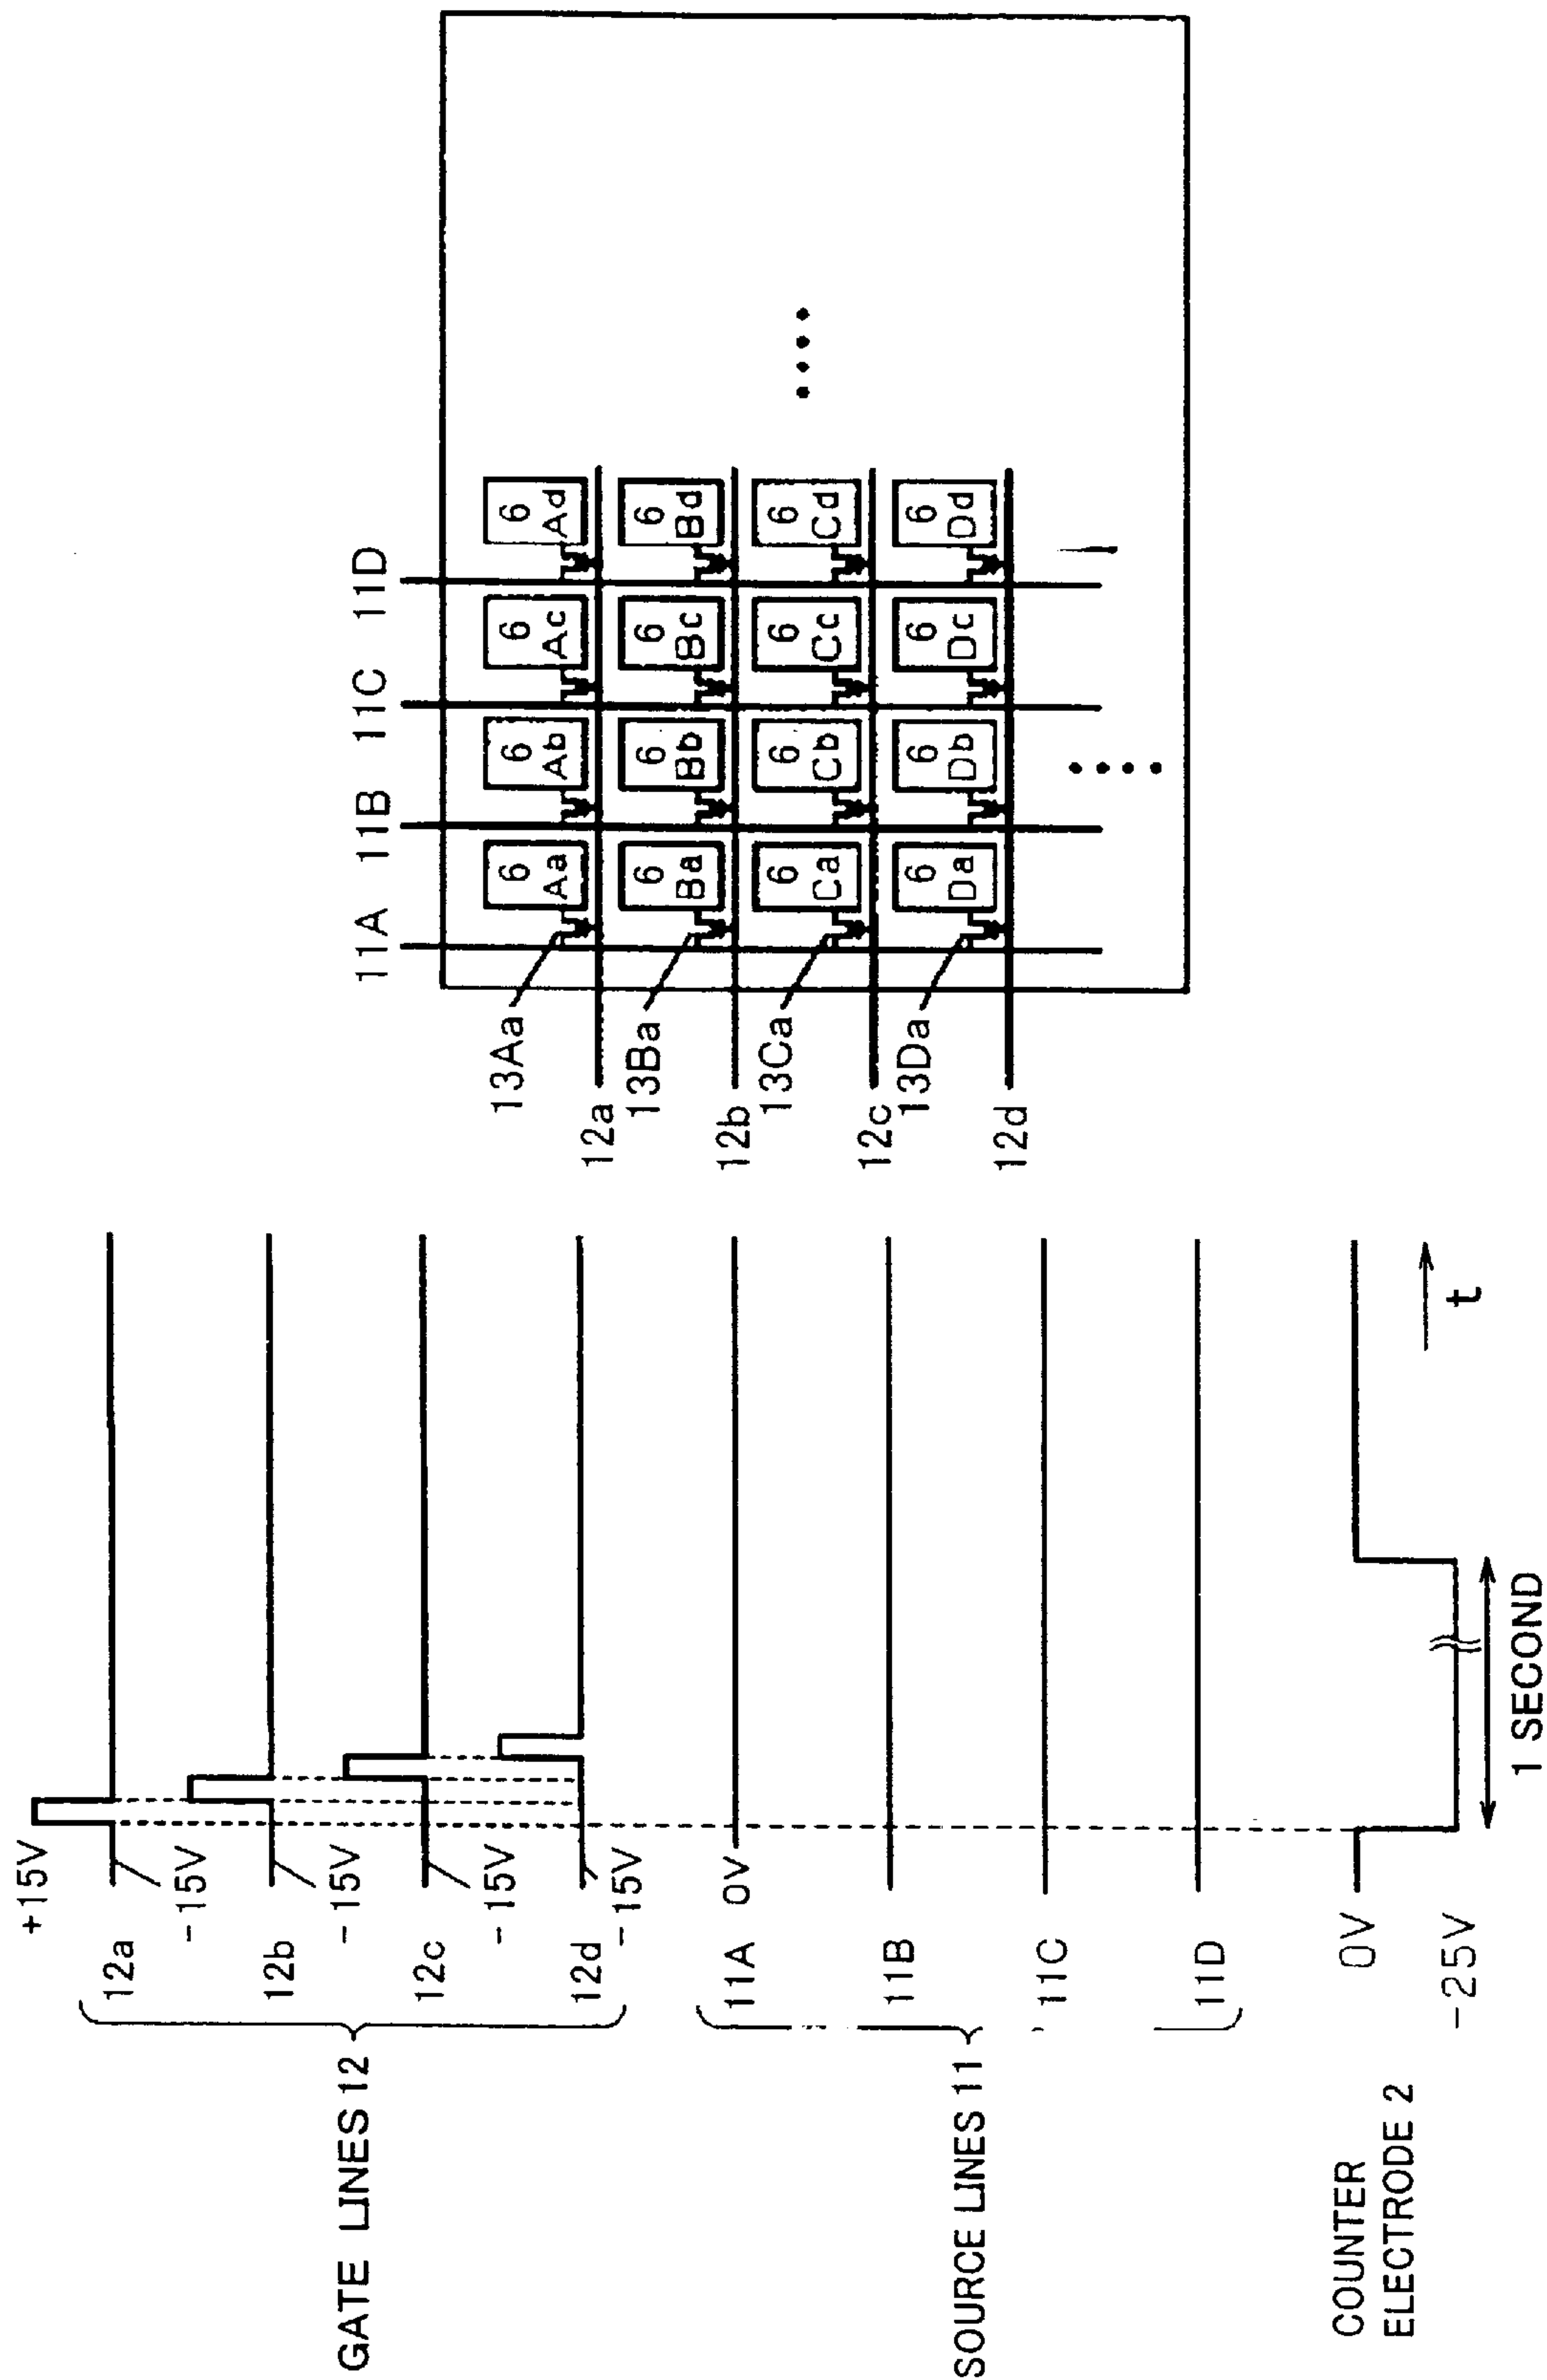 GATE LINES 12
+15V
12a
-15V
12b
-15V
12c
-15V
12d
-15V
SOURCE LINES 11
11A
0V
11B
11C
11D
COUNTER
ELECTRODE 2
0V
-25V
1 SECOND
t
11A 11B 11C 11D
13Aa
6 6 6 6
Aa Ab Ac Ad
12a
13Ba
6 6 6 6
Ba Bb Bc Bd
12b
13Ca
6 6 6 6
Ca Cb Cc Cd
12c
13Da
6 6 6 6
Da Db Dc Dd
12d